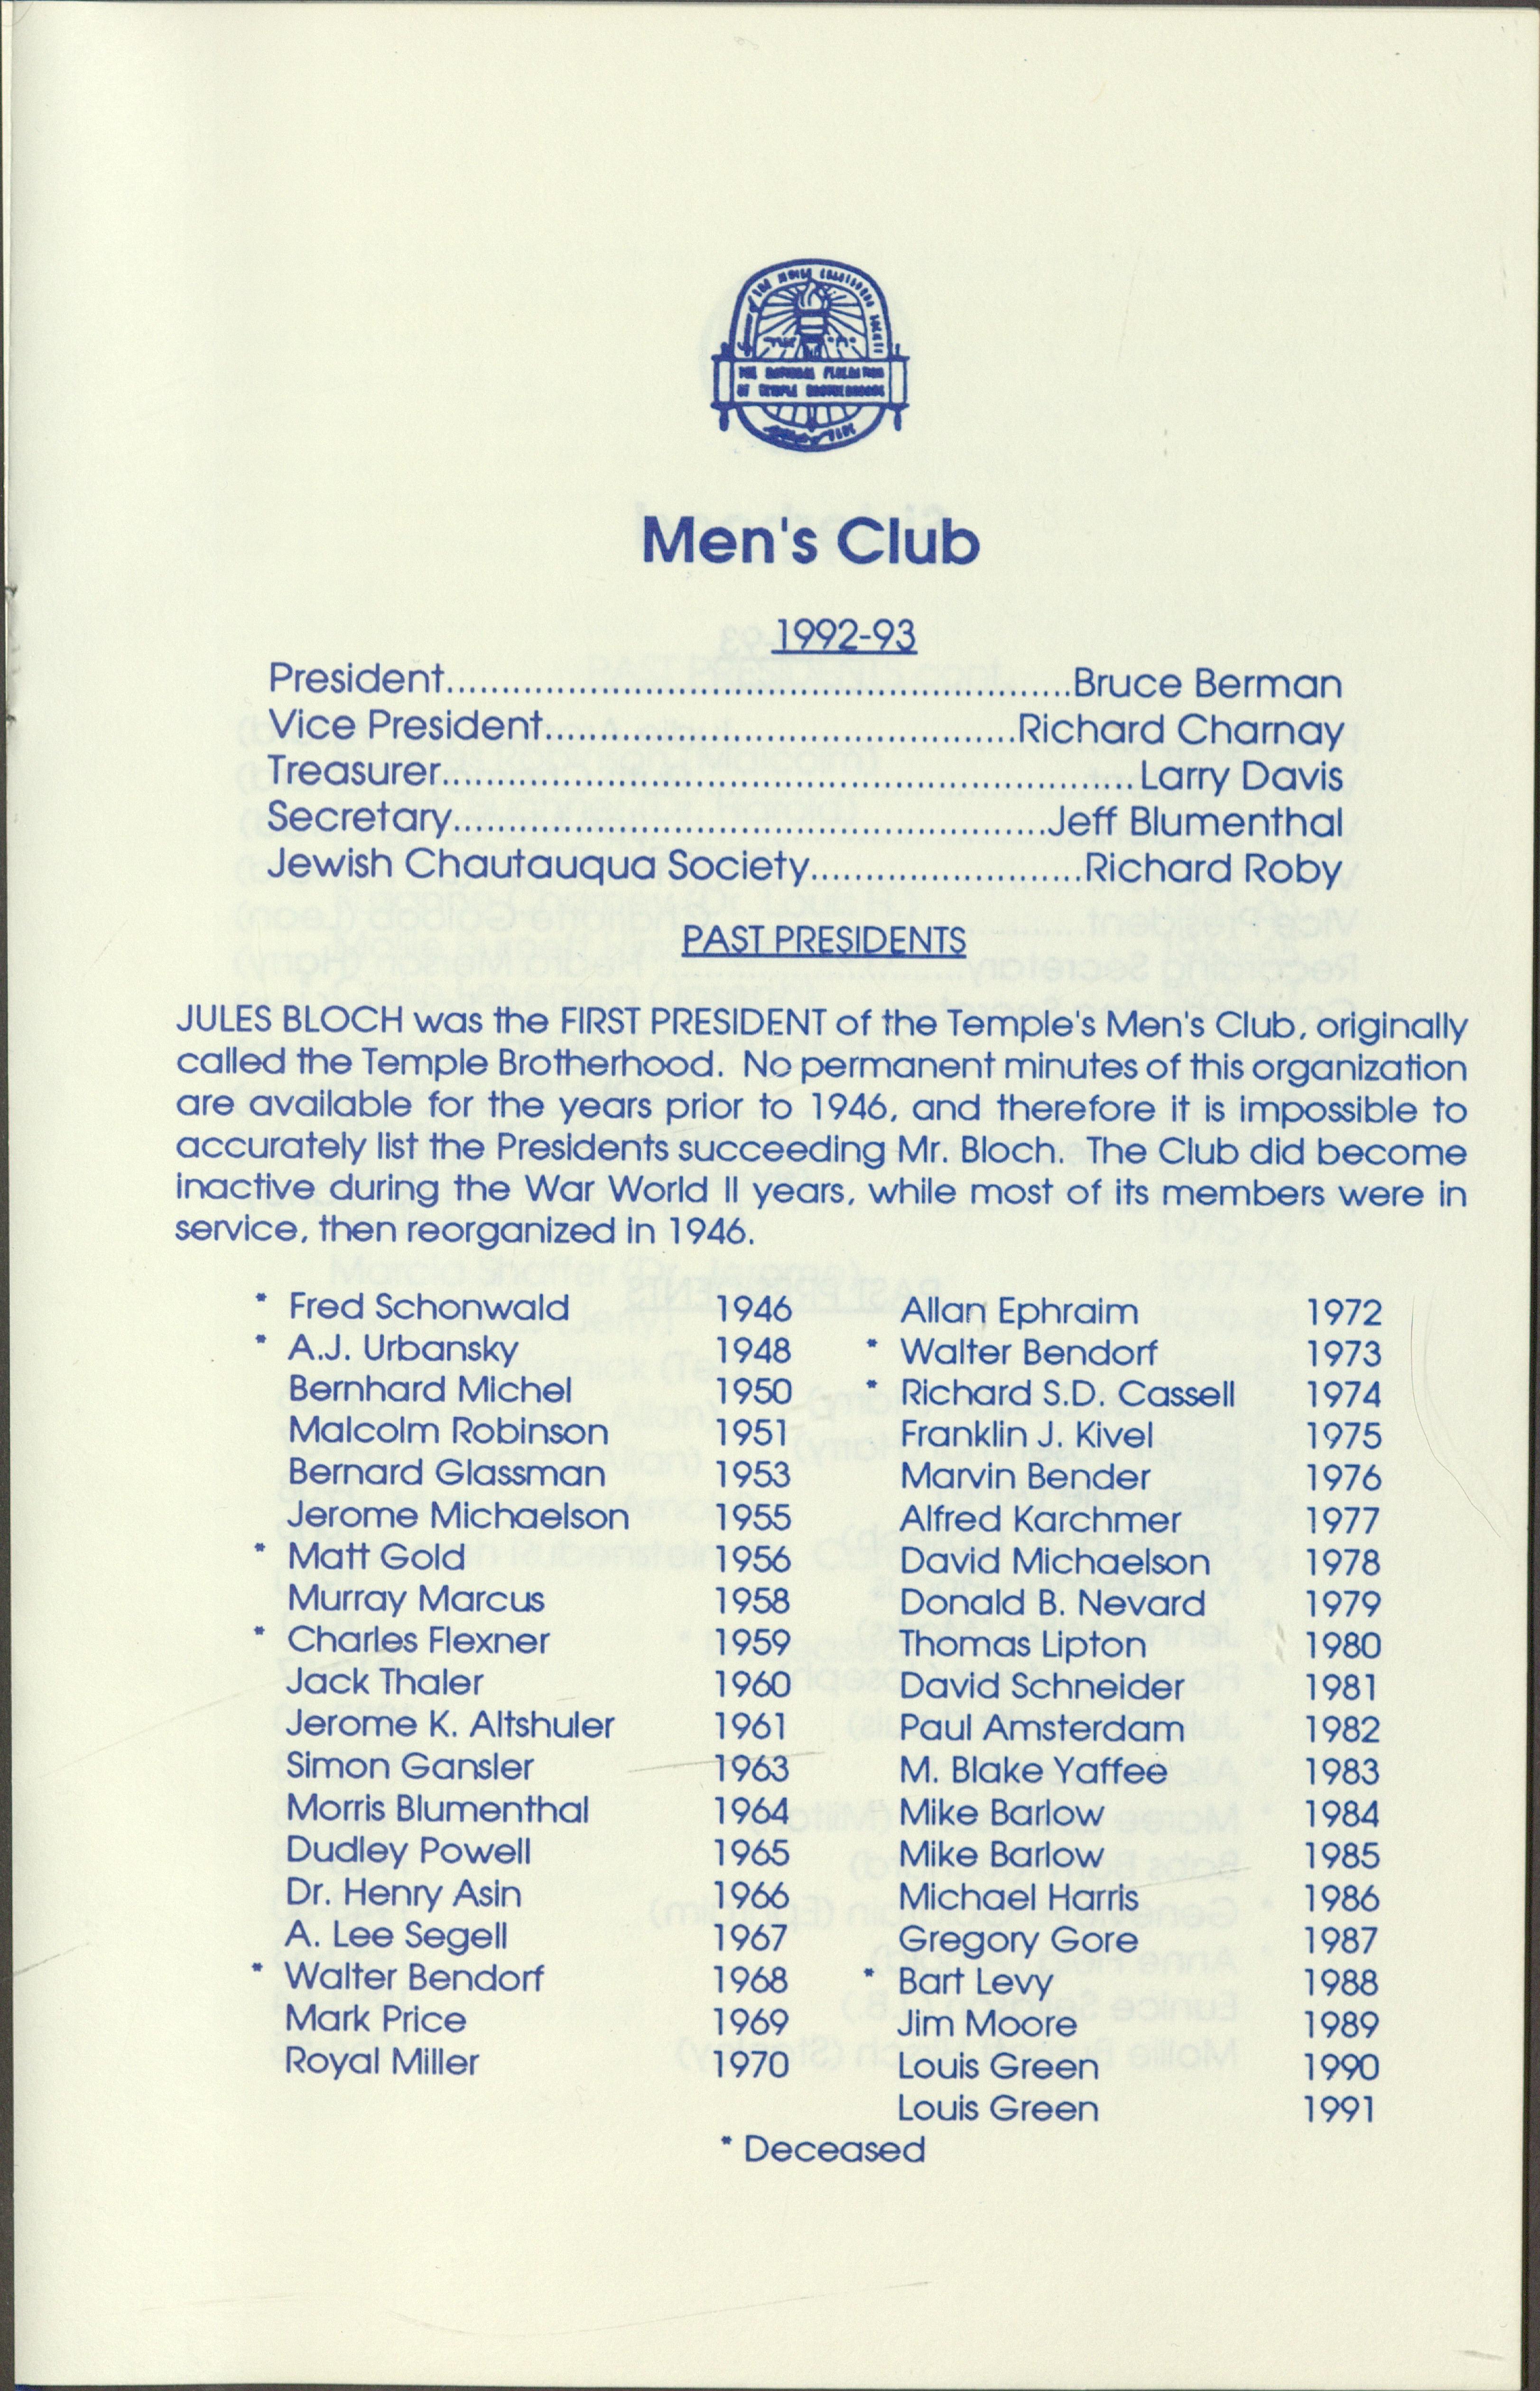 THE NATIONAL FEDERATION
OF TEMPLE BROTHERHOODS
Men's Club
1992-93
President........................................................Bruce Berman
Vice President..........................................Richard Charnay
Treasurer..............................................................Larry Davis
Secretary.....................................................Jeff Blumenthal
Jewish Chautauqua Society........................Richard Roby
PAST PRESIDENTS
JULES BLOCH was the FIRST PRESIDENT of the Temple's Men's Club, originally
called the Temple Brotherhood. No permanent minutes of this organization
are available for the years prior to 1946, and therefore it is impossible to
accurately list the Presidents succeeding Mr. Bloch. The Club did become
inactive during the War World II years, while most of its members were in
service, then reorganized in 1946.
* Fred Schonwald 1946
* A.J. Urbansky 1948
Bernhard Michel 1950
Malcolm Robinson 1951
Bernard Glassman 1953
Jerome Michaelson 1955
* Matt Gold 1956
Murray Marcus 1958
* Charles Flexner 1959
Jack Thaler 1960
Jerome K. Altshuler 1961
Simon Gansler 1963
Morris Blumenthal 1964
Dudley Powell 1965
Dr. Henry Asin 1966
A. Lee Segell 1967
* Walter Bendorf 1968
Mark Price 1969
Royal Miller 1970
Allan Ephraim 1972
* Walter Bendorf 1973
* Richard S.D. Cassell 1974
Franklin J. Kivel 1975
Marvin Bender 1976
Alfred Karchmer 1977
David Michaelson 1978
Donald B. Nevard 1979
Thomas Lipton 1980
David Schneider 1981
Paul Amsterdam 1982
M. Blake Yaffee 1983
Mike Barlow 1984
Mike Barlow 1985
Michael Harris 1986
Gregory Gore 1987
* Bart Levy 1988
Jim Moore 1989
Louis Green 1990
Louis Green 1991
* Deceased